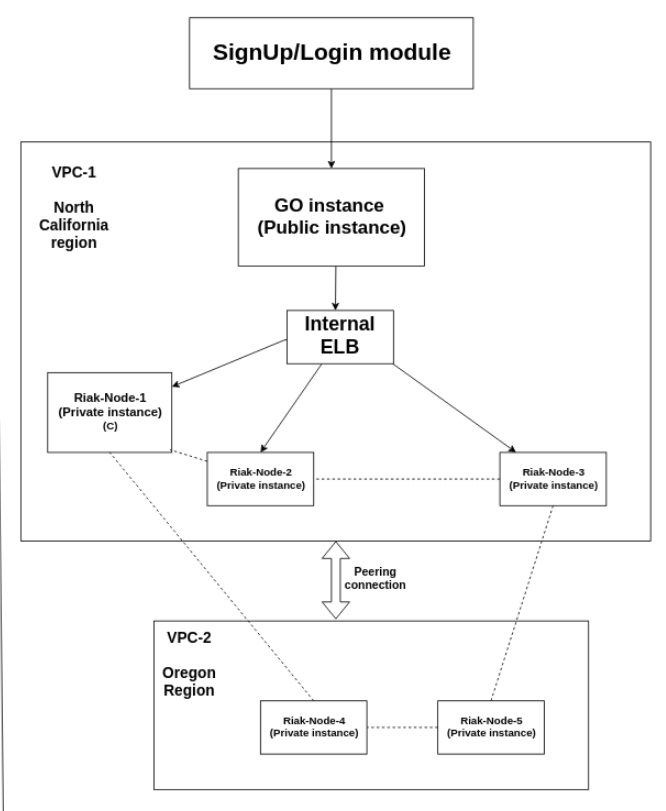 SignUp/Login module
VPC-1
North
California
region
GO instance
(Public instance)
Internal
ELB
Riak-Node-1
(Private instance)
(C)
Riak-Node-2
(Private instance)
Riak-Node-3
(Private instance)
Peering
connection
VPC-2
Oregon
Region
Riak-Node-4
(Private instance)
Riak-Node-5
(Private instance)